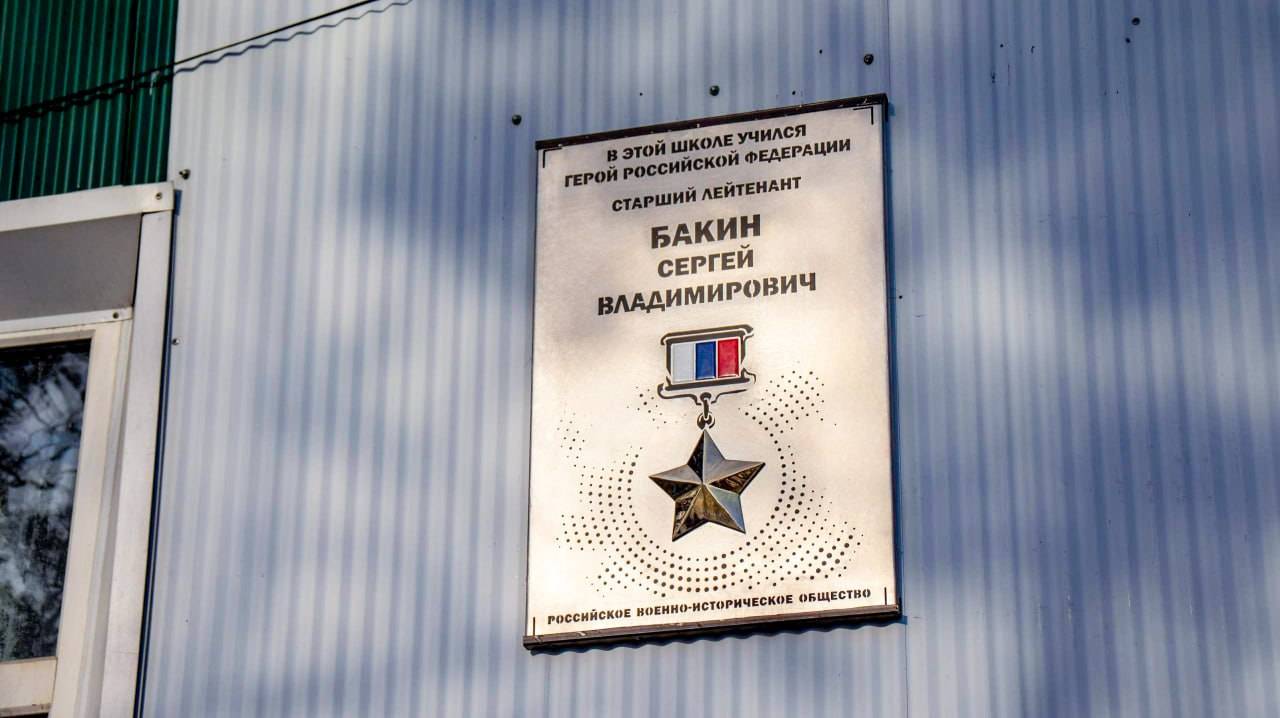 В ЭТОЙ ШКОЛЕ УЧИЛСЯ
ГЕРОЙ РОССИЙСКОЙ ФЕДЕРАЦИИ
СТАРШИЙ ЛЕЙТЕНАНТ
БАКИН
СЕРГЕЙ
ВЛАДИМИРОВИЧ
РОССИЙСКОЕ ВОЕННО-ИСТОРИЧЕСКОЕ ОБЩЕСТВО